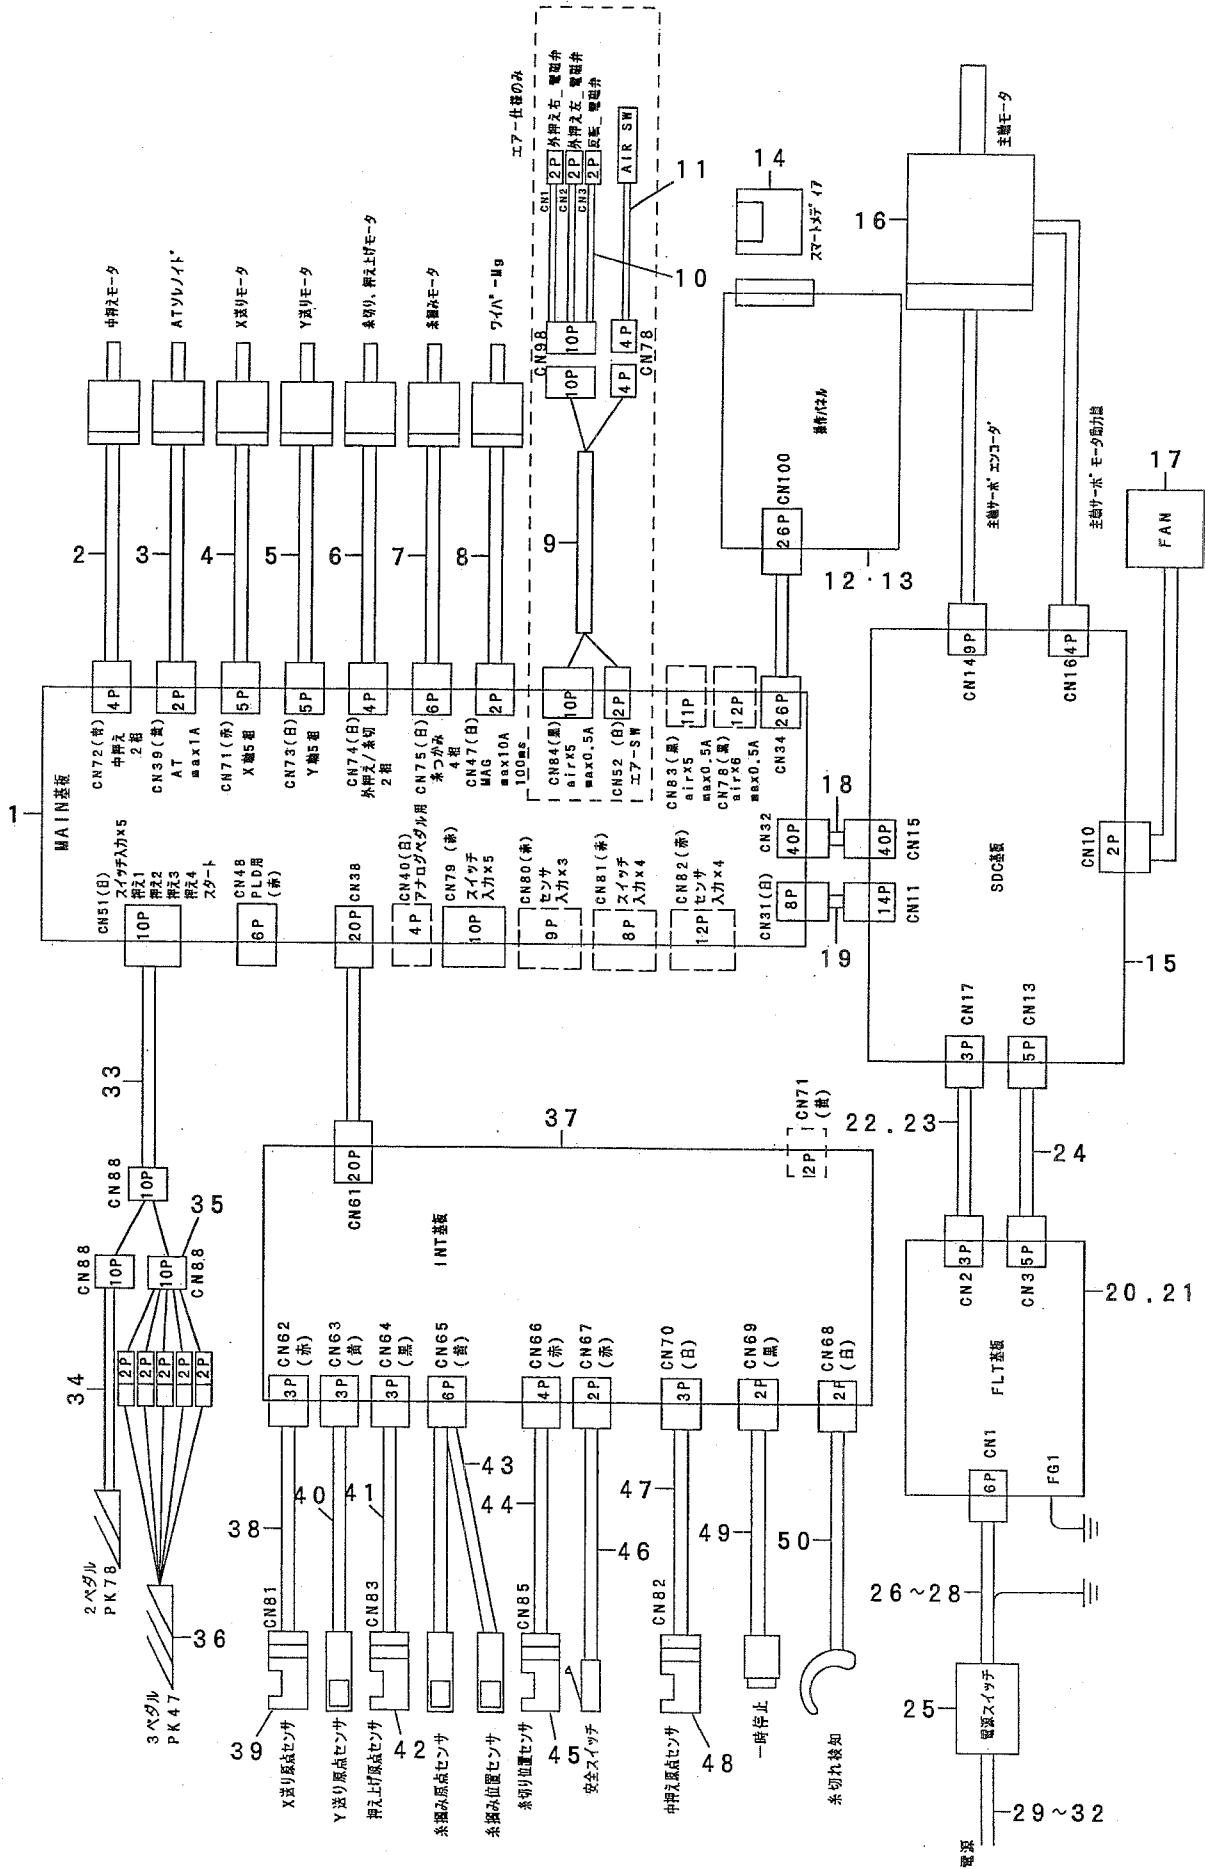 1
MAIN基板
CN72(青)
中押え
2相
4P
2
中押えモータ
CN39(黄)
AT
max1A
2P
3
ATソレノイド
CN71(赤)
X軸5相
5P
4
X送りモータ
CN73(白)
Y軸5相
5P
5
Y送りモータ
CN74(白)
外押え/糸切
2相
4P
6
糸切り、押え上げモータ
CN75(白)
糸つかみ
4相
6P
7
糸掴みモータ
CN47(白)
MAG
max10A
100ms
2P
8
ワイパーMg
エアー仕様のみ
CN84(黒)
airx5
max0.5A
10P
CN52 (白)
エアーSW
2P
9
10P
4P
CN98
10P
CN78
4P
CN1
2P
外押え右_電磁弁
CN2
2P
外押え左_電磁弁
CN3
2P
反転_電磁弁
10
AIR SW
11
CN83(黒)
airx5
max0.5A
11P
CN78(黒)
airx6
max0.5A
12P
CN34
26P
26P
CN100
操作パネル
12・13
14
スマートメディア
CN51(白)
スイッチ入力x5
押え1
押え2
押え3
押え4
スタート
10P
CN48
PLD用
(赤)
6P
CN38
20P
CN40(白)
アナログペダル用
4P
CN79 (赤)
スイッチ
入力x5
10P
CN80(赤)
センサ
入力x3
9P
CN81(赤)
スイッチ
入力x4
8P
CN82(赤)
センサ
入力x4
12P
CN31(白)
8P
CN32
40P
18
19
CN15
40P
CN11
14P
SDC基板
15
CN14
9P
主軸サーボエンコーダ
16
主軸モータ
CN16
4P
主軸サーボモータ動力線
CN10
2P
FAN
17
CN17
3P
CN13
5P
22.23
24
CN2
3P
CN3
5P
FLT基板
20.21
CN1
6P
FG1
26~28
25
電源スイッチ
29~32
電源
33
CN88
10P
CN88
10P
CN88
10P
35
2P
2P
2P
2P
2P
34
2ペダル
PK78
3ペダル
PK47
36
CN61
20P
INT基板
37
CN71
(黄)
2P
CN62
(赤)
3P
38
CN81
39
X送り原点センサ
CN63
(黄)
3P
40
Y送り原点センサ
CN64
(黒)
3P
41
CN83
42
押え上げ原点センサ
CN65
(黄)
6P
43
糸掴み原点センサ
糸掴み位置センサ
CN66
(赤)
4P
44
CN85
45
糸切り位置センサ
CN67
(赤)
2P
46
安全スイッチ
CN70
(白)
3P
47
CN82
48
中押え原点センサ
CN69
(黒)
2P
49
一時停止
CN68
(白)
2P
50
糸切れ検知